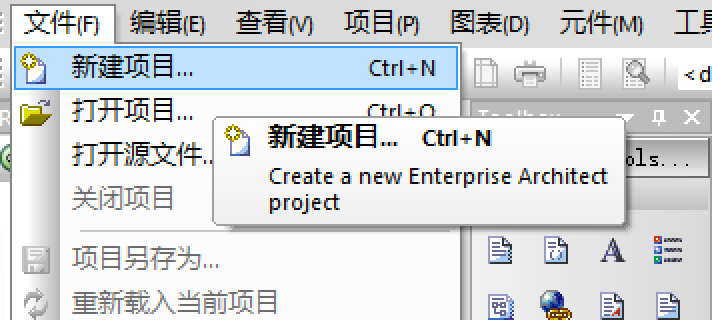 文件(F) 编辑(E) 查看(V) 项目(P) 图表(D) 元件(M) 工具
新建项目... Ctrl+N
<d
打开项目... Ctrl+O
新建项目... Ctrl+N
打开源文件..
ols...
Create a new Enterprise Architect
project
关闭项目
项目另存为...
重新载入当前项目